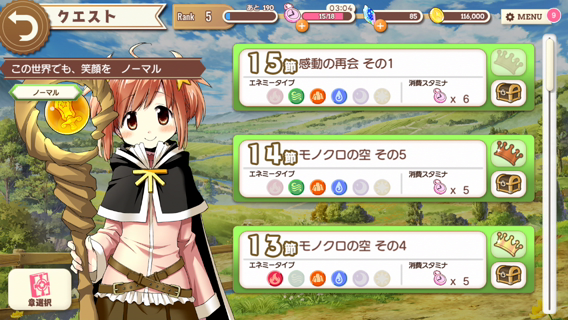 クエスト
Rank 5
あと 190
15/18
03:04
85
116,000
MENU
9
この世界でも、笑顔を ノーマル
ノーマル
章選択
15節 感動の再会 その1
エネミータイプ
消費スタミナ
x 6
14節 モノクロの空 その5
エネミータイプ
消費スタミナ
x 5
13節 モノクロの空 その4
エネミータイプ
消費スタミナ
x 5